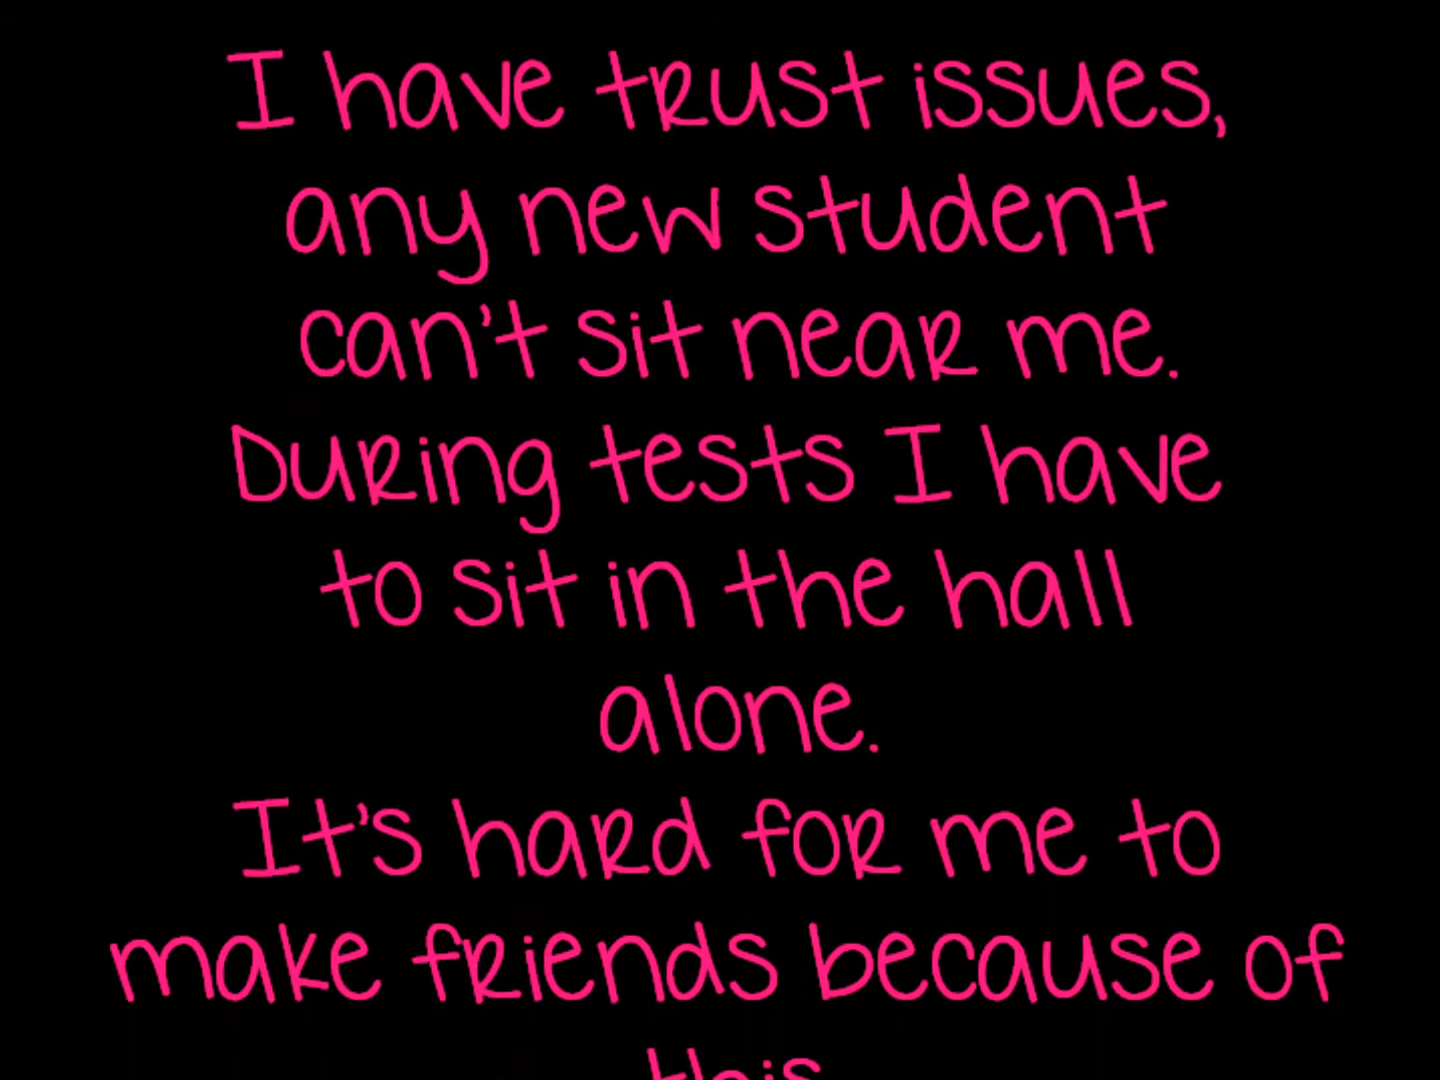 I have trust issues,
any new student
can't sit near me.
During tests I have
to sit in the hall
alone.
It's hard for me to
make friends because of
this